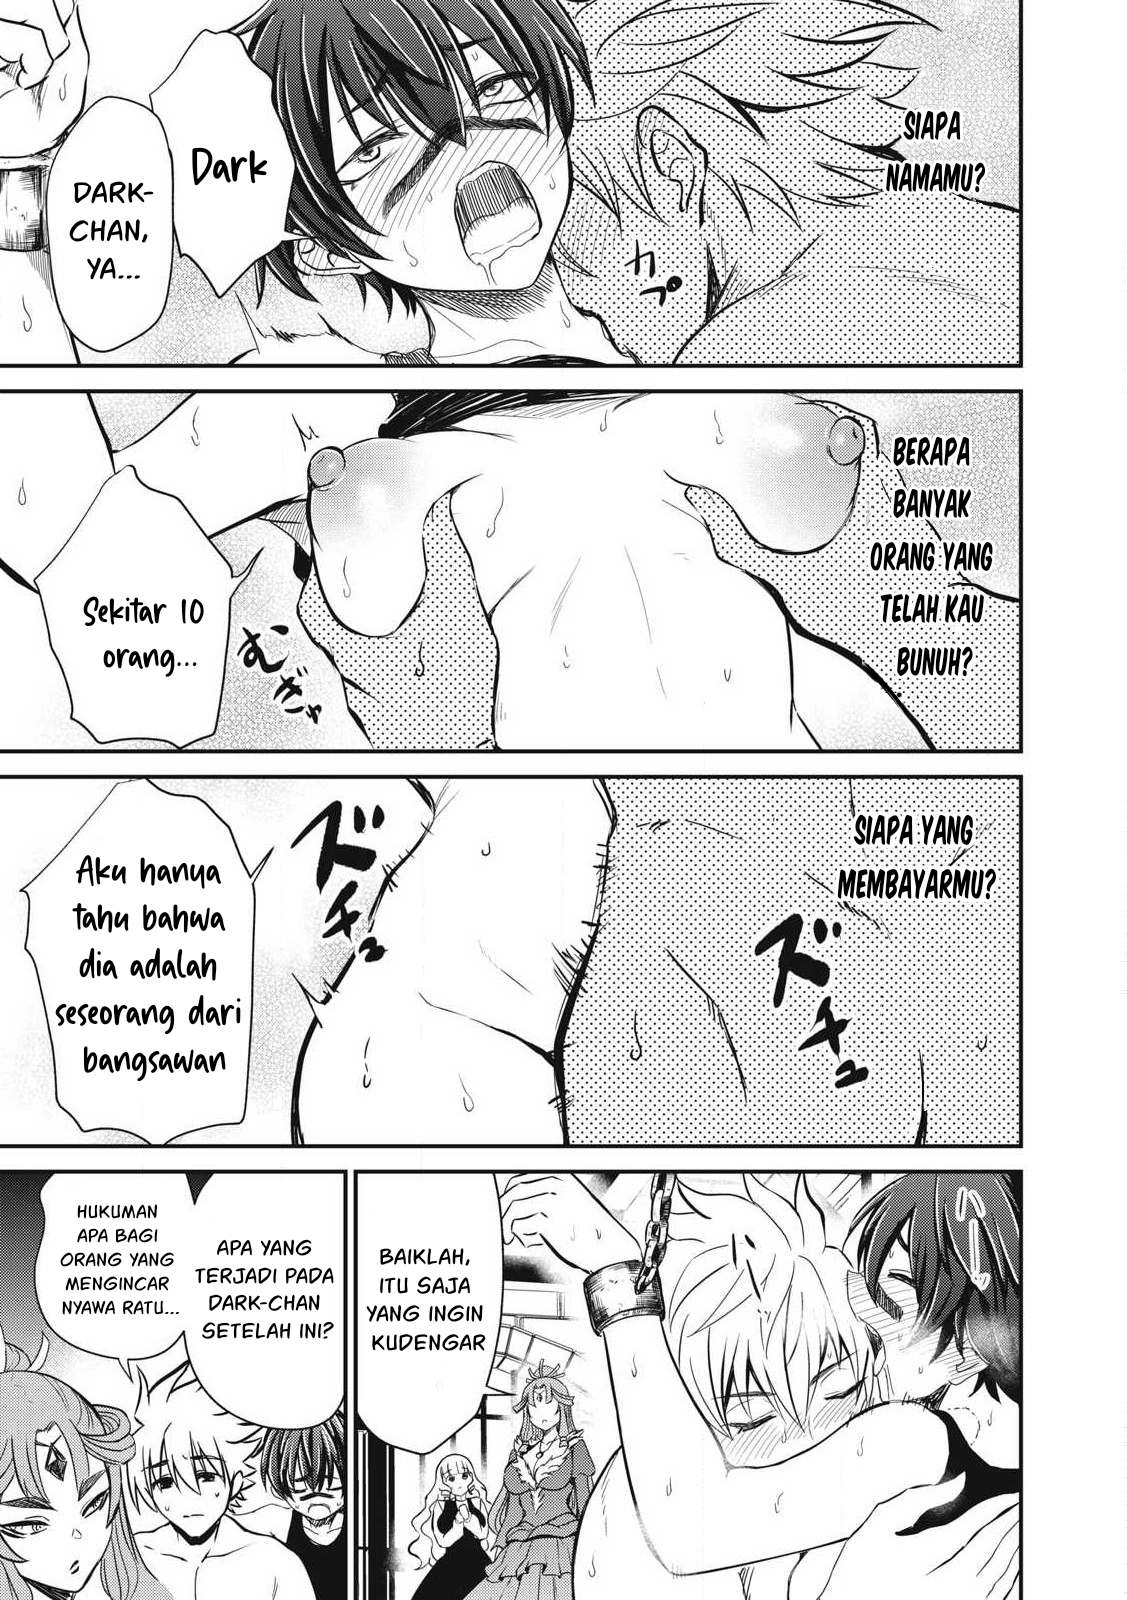 SIAPA
NAMAMU?
Dark
DARK-
CHAN,
YA...
カプ
BERAPA
BANYAK
ORANG YANG
TELAH KAU
BUNUH?
Sekitar 10
orang...
むぎゅ
SIAPA YANG
MEMBAYARMU?
Aku hanya
tahu bahwa
dia adalah
seseorang dari
bangsawan
ズチュ
ズチュ
BAIKLAH,
ITU SAJA
YANG INGIN
KUDENGAR
APA YANG
TERJADI PADA
DARK-CHAN
SETELAH INI?
HUKUMAN
APA BAGI
ORANG YANG
MENGINCAR
NYAWA RATU...